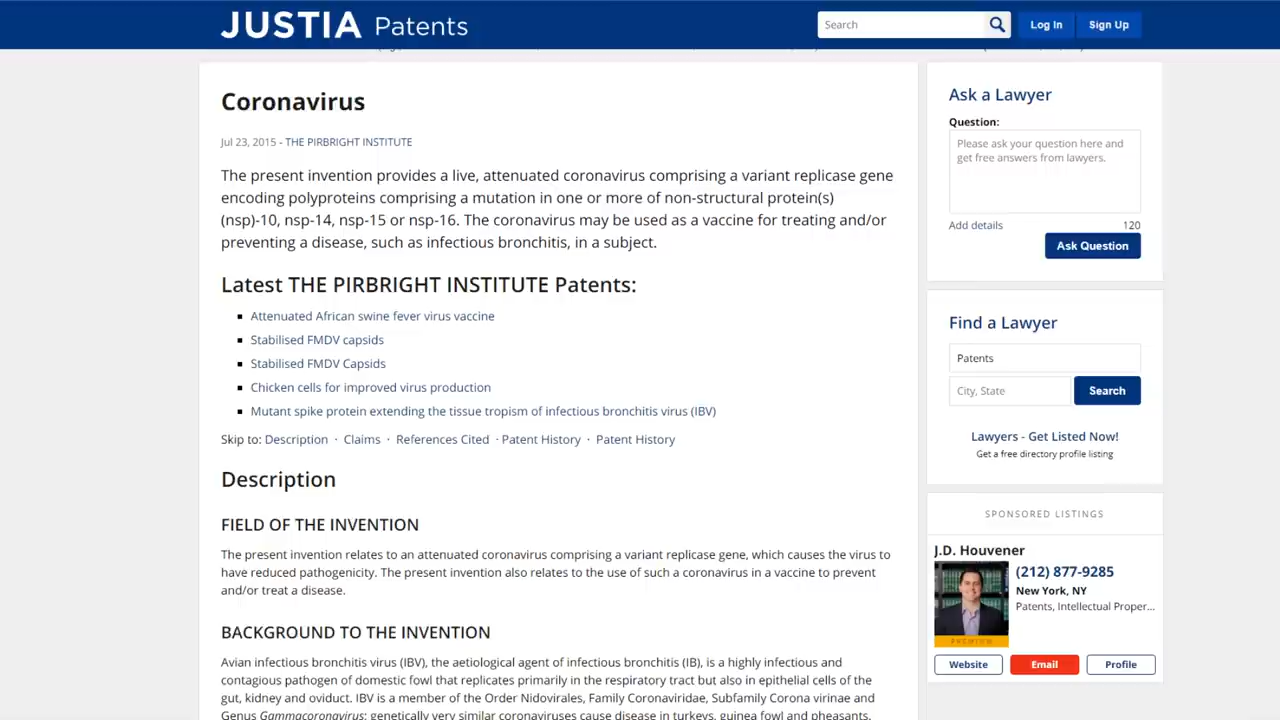 JUSTIA Patents
Search
Log In
Sign Up
Coronavirus
Jul 23, 2015 - THE PIRBRIGHT INSTITUTE
The present invention provides a live, attenuated coronavirus comprising a variant replicase gene
encoding polyproteins comprising a mutation in one or more of non-structural protein(s)
(nsp)-10, nsp-14, nsp-15 or nsp-16. The coronavirus may be used as a vaccine for treating and/or
preventing a disease, such as infectious bronchitis, in a subject.
Latest THE PIRBRIGHT INSTITUTE Patents:
Attenuated African swine fever virus vaccine
Stabilised FMDV capsids
Stabilised FMDV Capsids
Chicken cells for improved virus production
Mutant spike protein extending the tissue tropism of infectious bronchitis virus (IBV)
Skip to: Description · Claims · References Cited · Patent History · Patent History
Description
FIELD OF THE INVENTION
The present invention relates to an attenuated coronavirus comprising a variant replicase gene, which causes the virus to
have reduced pathogenicity. The present invention also relates to the use of such a coronavirus in a vaccine to prevent
and/or treat a disease.
BACKGROUND TO THE INVENTION
Avian infectious bronchitis virus (IBV), the aetiological agent of infectious bronchitis (IB), is a highly infectious and
contagious pathogen of domestic fowl that replicates primarily in the respiratory tract but also in epithelial cells of the
gut, kidney and oviduct. IBV is a member of the Order Nidovirales, Family Coronaviridae, Subfamily Corona virinae and
Genus Gammacoronavirus; genetically very similar coronaviruses cause disease in turkeys, guinea fowl and pheasants.
Ask a Lawyer
Question:
Please ask your question here and
get free answers from lawyers.
Add details
120
Ask Question
Find a Lawyer
Patents
City, State
Search
Lawyers - Get Listed Now!
Get a free directory profile listing
SPONSORED LISTINGS
J.D. Houvener
(212) 877-9285
New York, NY
Patents, Intellectual Proper...
PREMIUM
Website
Email
Profile